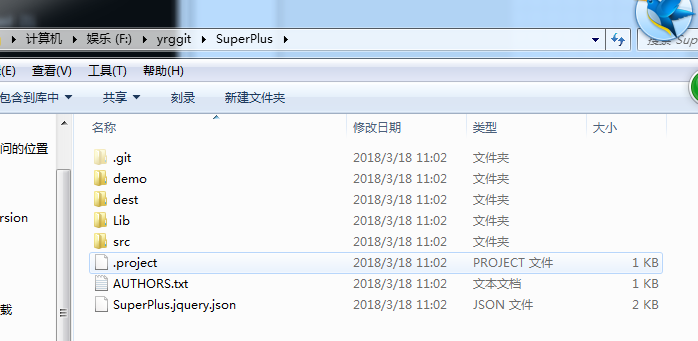 计算机 ▸ 娱乐 (F:) ▸ yrggit ▸ SuperPlus ▸
搜索 Sup
(E) 查看(V) 工具(T) 帮助(H)
包含到库中 共享 刻录 新建文件夹
名称 修改日期 类型 大小
问的位置
.git 2018/3/18 11:02 文件夹
demo 2018/3/18 11:02 文件夹
dest 2018/3/18 11:02 文件夹
rsion
Lib 2018/3/18 11:02 文件夹
src 2018/3/18 11:02 文件夹
.project 2018/3/18 11:02 PROJECT 文件 1 KB
AUTHORS.txt 2018/3/18 11:02 文本文档 1 KB
载
SuperPlus.jquery.json 2018/3/18 11:02 JSON 文件 2 KB